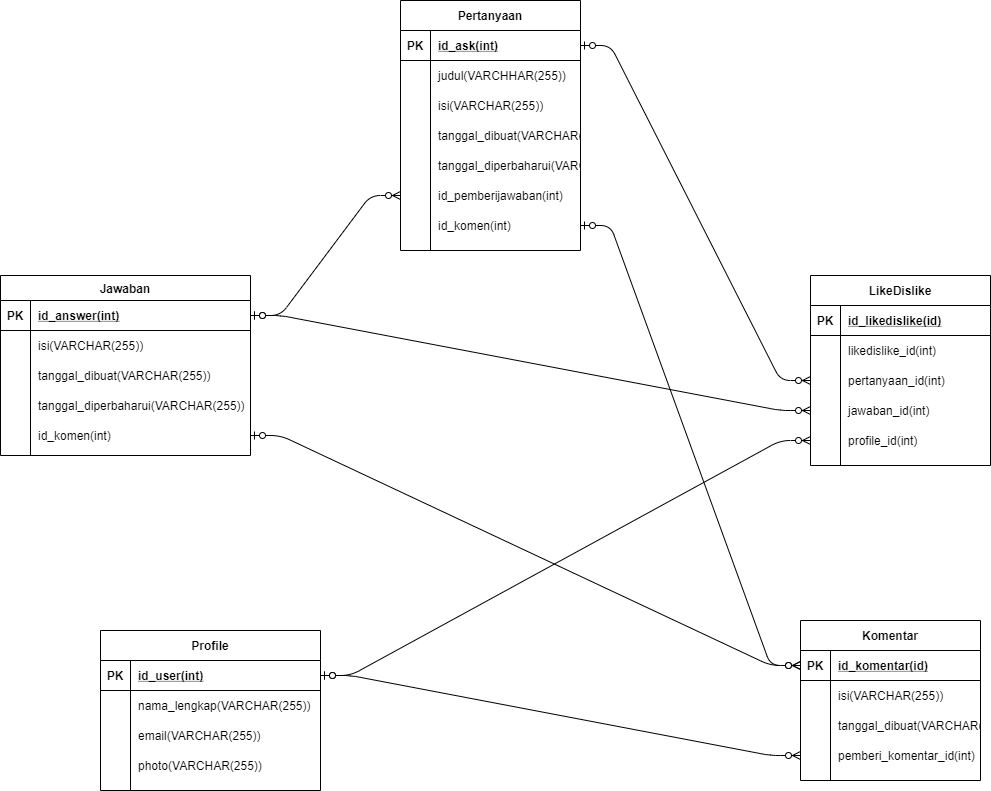 Pertanyaan
PK id_ask(int)
judul(VARCHHAR(255))
isi(VARCHAR(255))
tanggal_dibuat(VARCHAR(
tanggal_diperbaharui(VAR
id_pemberijawaban(int)
id_komen(int)
Jawaban
PK id_answer(int)
isi(VARCHAR(255))
tanggal_dibuat(VARCHAR(255))
tanggal_diperbaharui(VARCHAR(255))
id_komen(int)
LikeDislike
PK id_likedislike(id)
likedislike_id(int)
pertanyaan_id(int)
jawaban_id(int)
profile_id(int)
Profile
PK id_user(int)
nama_lengkap(VARCHAR(255))
email(VARCHAR(255))
photo(VARCHAR(255))
Komentar
PK id_komentar(id)
isi(VARCHAR(255))
tanggal_dibuat(VARCHAR(
pemberi_komentar_id(int)